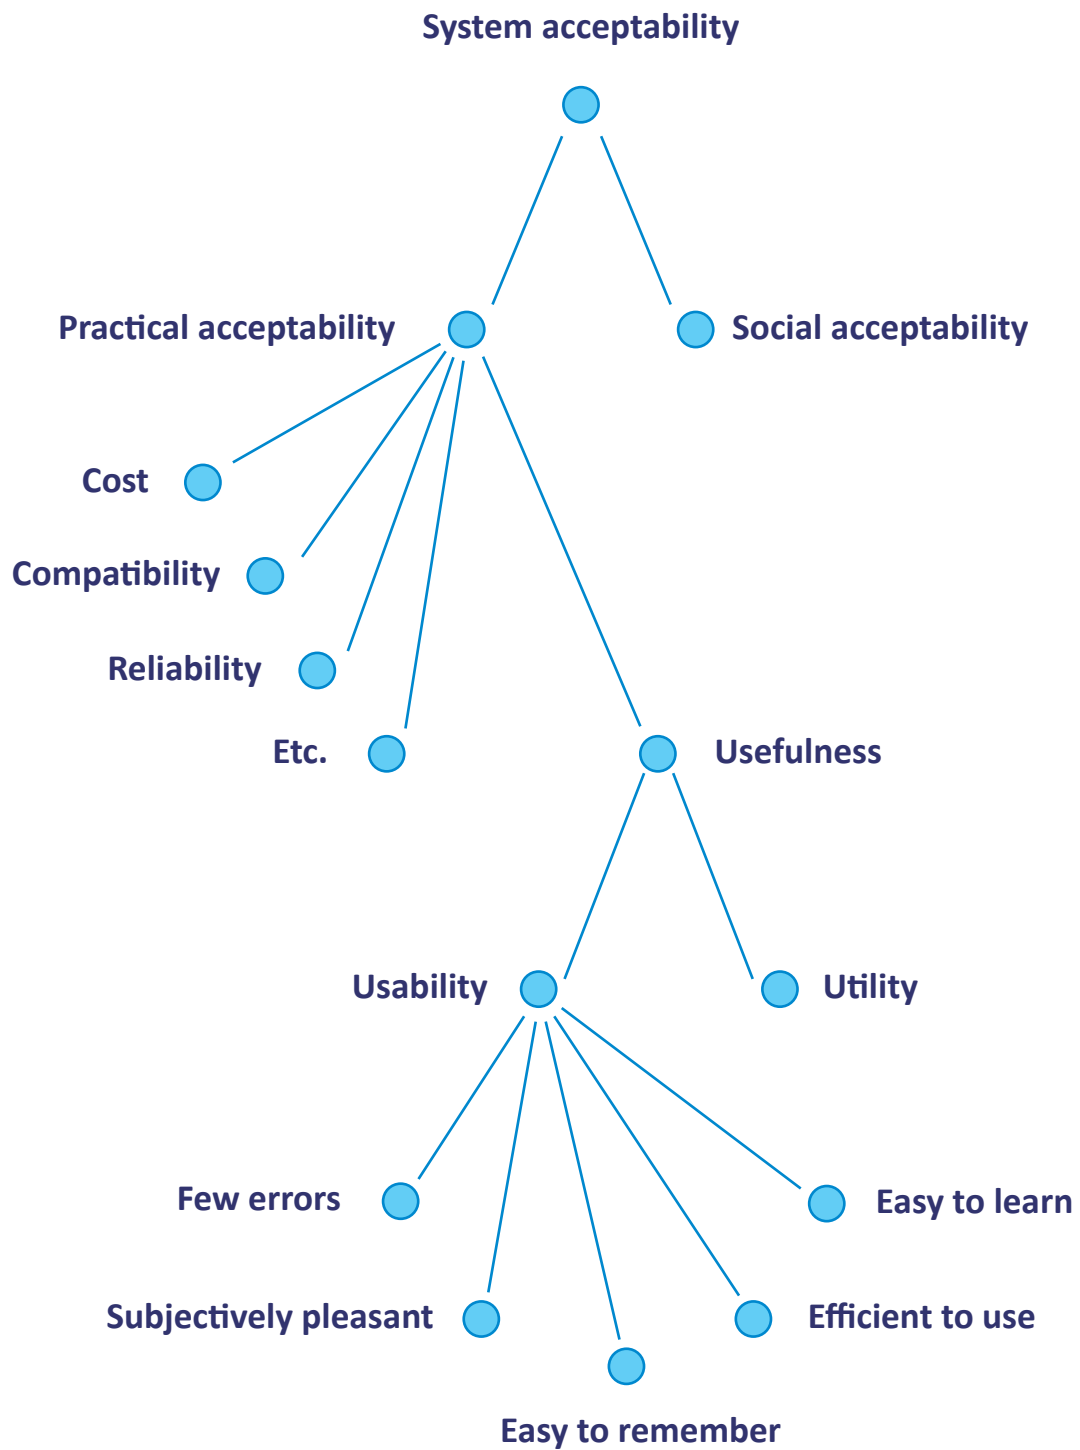 System acceptability
Practical acceptability
Social acceptability
Cost
Compatibility
Reliability
Etc.
Usefulness
Usability
Utility
Few errors
Easy to learn
Subjectively pleasant
Efficient to use
Easy to remember